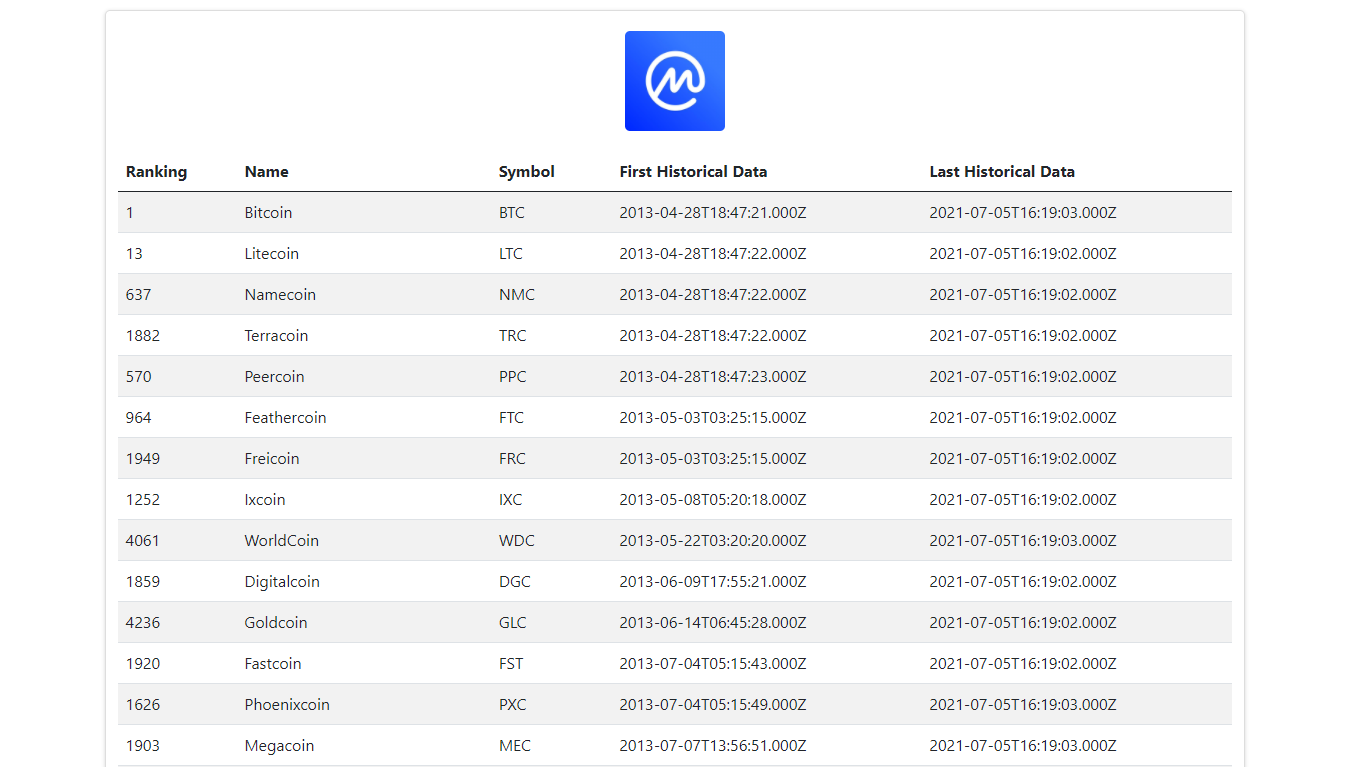 Ranking Name Symbol First Historical Data Last Historical Data
1 Bitcoin BTC 2013-04-28T18:47:21.000Z 2021-07-05T16:19:03.000Z
13 Litecoin LTC 2013-04-28T18:47:22.000Z 2021-07-05T16:19:02.000Z
637 Namecoin NMC 2013-04-28T18:47:22.000Z 2021-07-05T16:19:02.000Z
1882 Terracoin TRC 2013-04-28T18:47:22.000Z 2021-07-05T16:19:02.000Z
570 Peercoin PPC 2013-04-28T18:47:23.000Z 2021-07-05T16:19:02.000Z
964 Feathercoin FTC 2013-05-03T03:25:15.000Z 2021-07-05T16:19:02.000Z
1949 Freicoin FRC 2013-05-03T03:25:15.000Z 2021-07-05T16:19:02.000Z
1252 Ixcoin IXC 2013-05-08T05:20:18.000Z 2021-07-05T16:19:02.000Z
4061 WorldCoin WDC 2013-05-22T03:20:20.000Z 2021-07-05T16:19:03.000Z
1859 Digitalcoin DGC 2013-06-09T17:55:21.000Z 2021-07-05T16:19:02.000Z
4236 Goldcoin GLC 2013-06-14T06:45:28.000Z 2021-07-05T16:19:02.000Z
1920 Fastcoin FST 2013-07-04T05:15:43.000Z 2021-07-05T16:19:02.000Z
1626 Phoenixcoin PXC 2013-07-04T05:15:49.000Z 2021-07-05T16:19:03.000Z
1903 Megacoin MEC 2013-07-07T13:56:51.000Z 2021-07-05T16:19:03.000Z